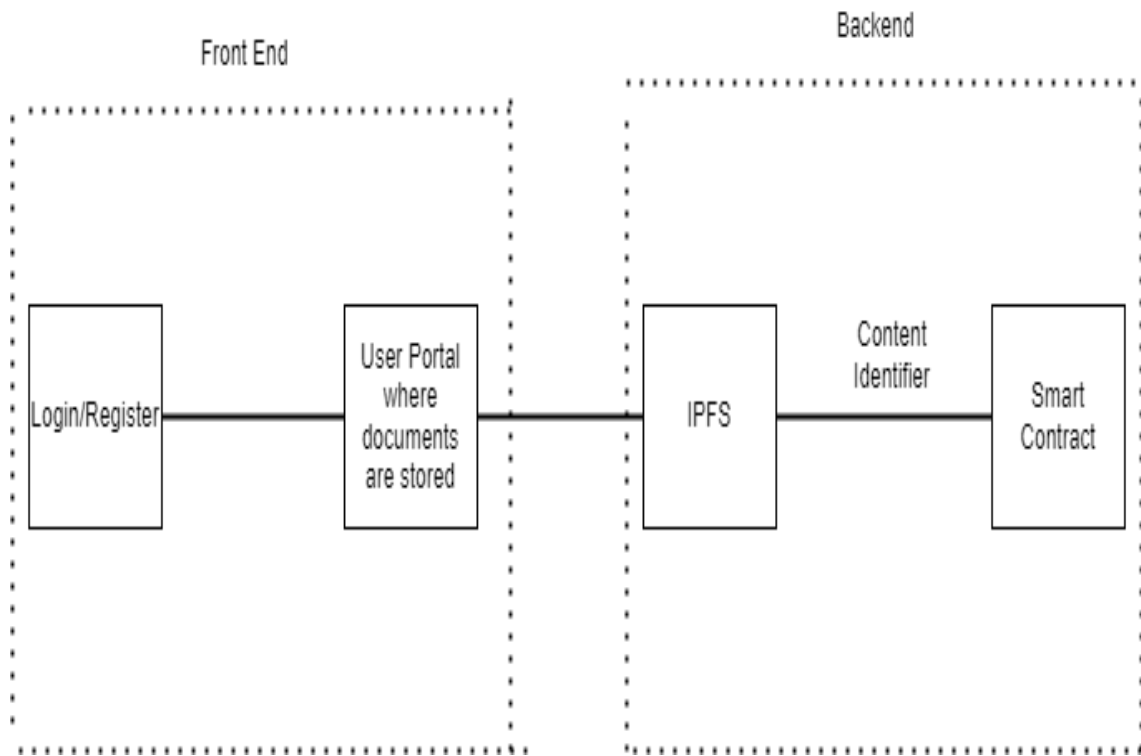 Front End
Backend
Login/Register
User Portal
where
documents
are stored
IPFS
Content
Identifier
Smart
Contract